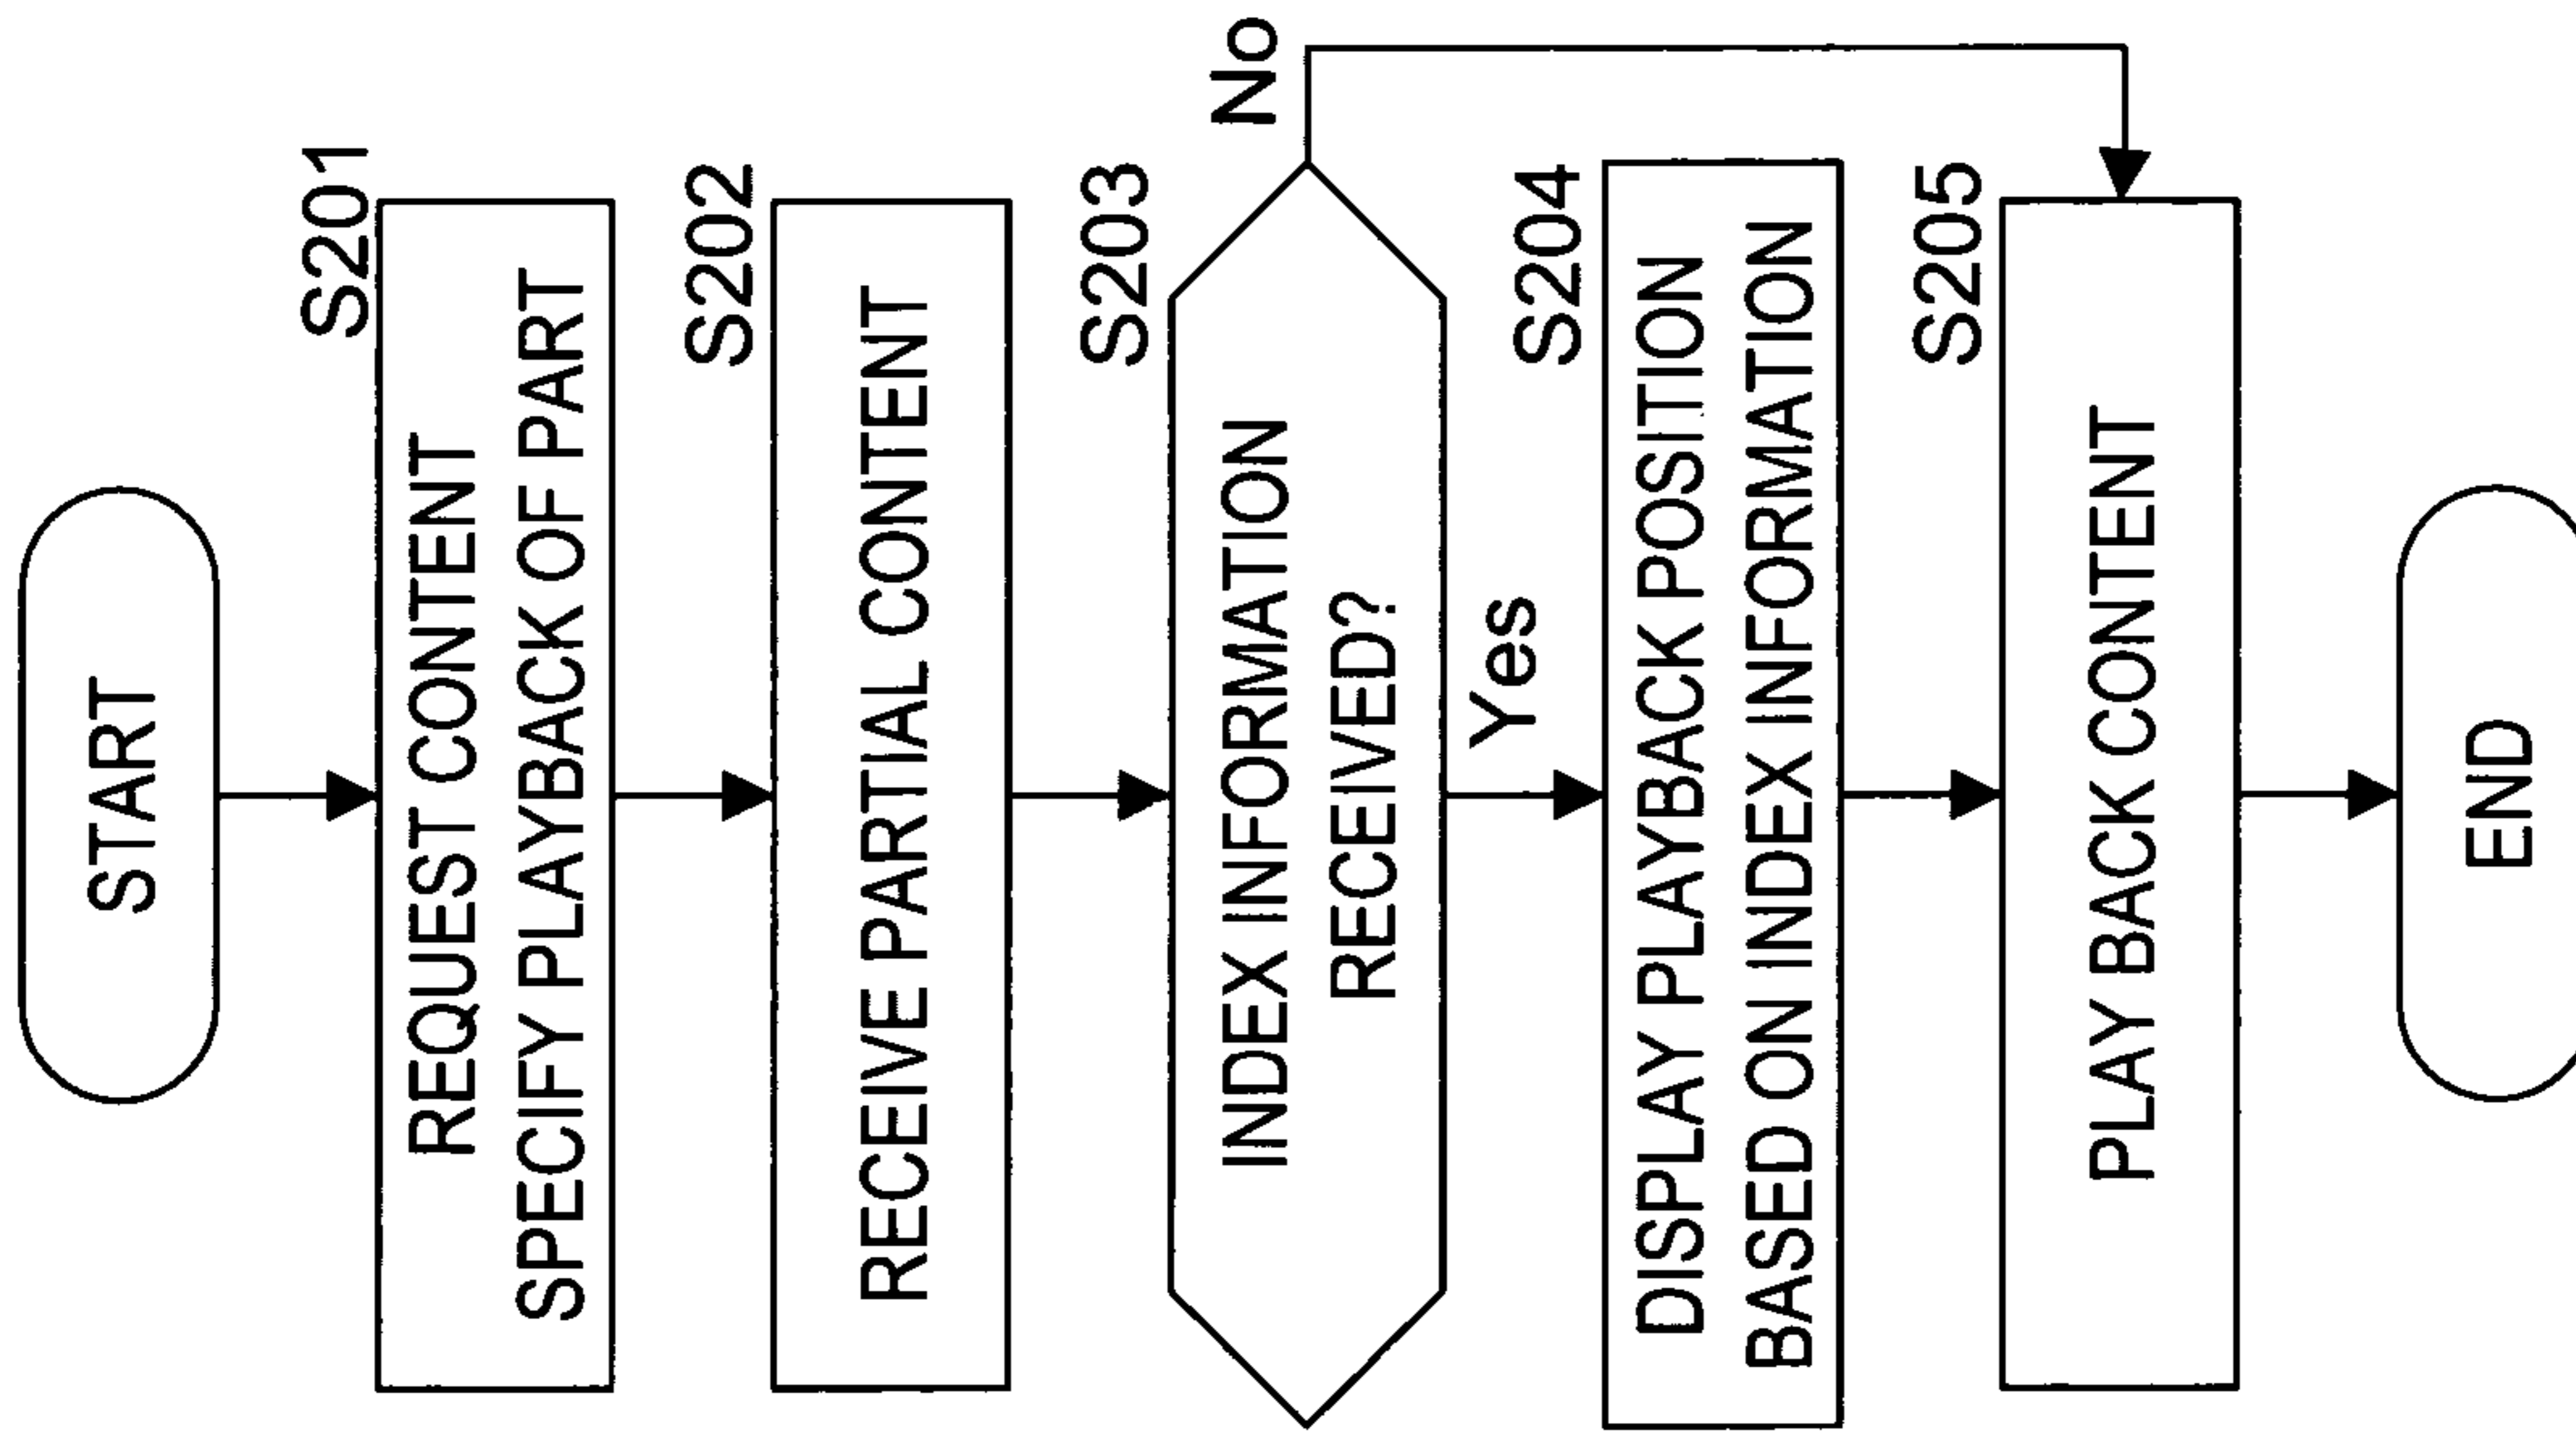 START
S201
REQUEST CONTENT
SPECIFY PLAYBACK OF PART
S202
RECEIVE PARTIAL CONTENT
S203
INDEX INFORMATION
RECEIVED?
No
Yes
S204
DISPLAY PLAYBACK POSITION
BASED ON INDEX INFORMATION
S205
PLAY BACK CONTENT
END